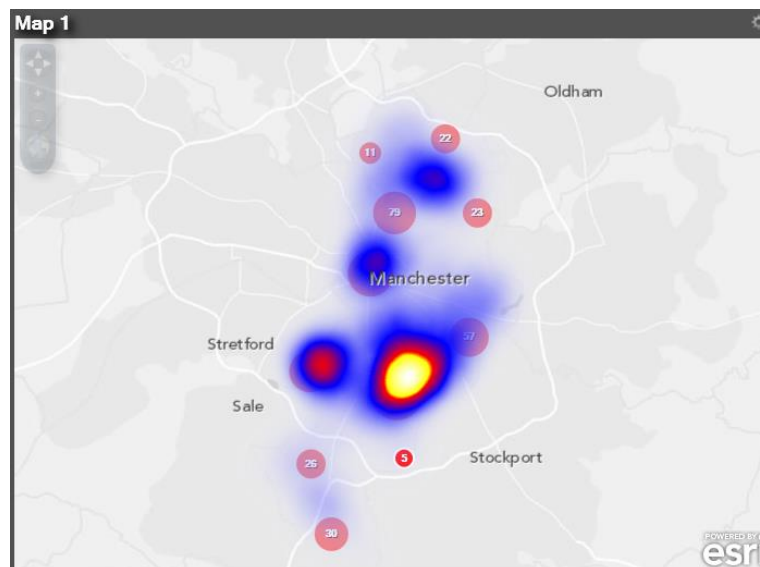 Map 1
Oldham
22
11
79
23
Manchester
57
Stretford
Sale
26
5
Stockport
30
POWERED BY
esri